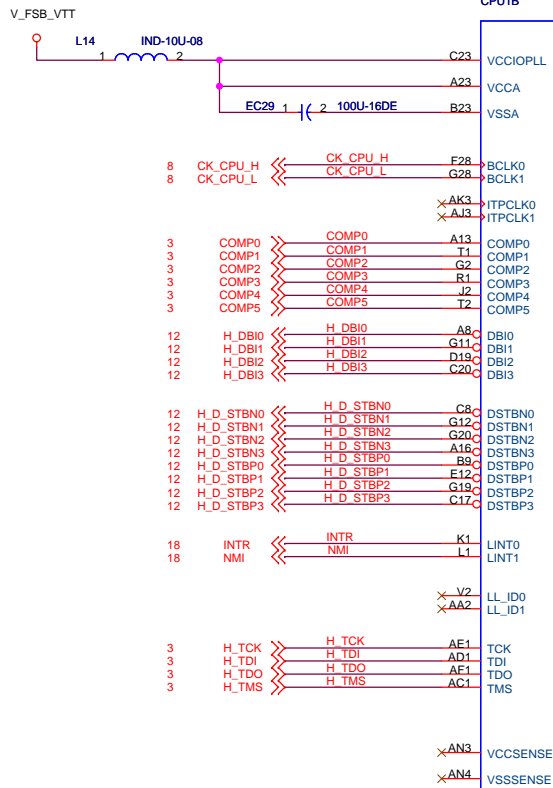 CPU1B
V_FSB_VTT
L14 IND-10U-08
1 2 C23 VCCIOPLL
A23 VCCA
EC29 1 2 100U-16DE B23 VSSA
8 CK_CPU_H CK_CPU_H F28 BCLK0
8 CK_CPU_L CK_CPU_L G28 BCLK1
AK3 ITPCLK0
AJ3 ITPCLK1
3 COMP0 COMP0 A13 COMP0
3 COMP1 COMP1 T1 COMP1
3 COMP2 COMP2 G2 COMP2
3 COMP3 COMP3 R1 COMP3
3 COMP4 COMP4 J2 COMP4
3 COMP5 COMP5 T2 COMP5
12 H_DBI0 H_DBI0 A8 DBI0
12 H_DBI1 H_DBI1 G11 DBI1
12 H_DBI2 H_DBI2 D19 DBI2
12 H_DBI3 H_DBI3 C20 DBI3
12 H_D_STBN0 H_D_STBN0 C8 DSTBN0
12 H_D_STBN1 H_D_STBN1 G12 DSTBN1
12 H_D_STBN2 H_D_STBN2 G20 DSTBN2
12 H_D_STBN3 H_D_STBN3 A16 DSTBN3
12 H_D_STBP0 H_D_STBP0 B9 DSTBP0
12 H_D_STBP1 H_D_STBP1 E12 DSTBP1
12 H_D_STBP2 H_D_STBP2 G19 DSTBP2
12 H_D_STBP3 H_D_STBP3 C17 DSTBP3
18 INTR INTR K1 LINT0
18 NMI NMI L1 LINT1
V2 LL_ID0
AA2 LL_ID1
3 H_TCK H_TCK AE1 TCK
3 H_TDI H_TDI AD1 TDI
3 H_TDO H_TDO AF1 TDO
3 H_TMS H_TMS AC1 TMS
AN3 VCCSENSE
AN4 VSSSENSE